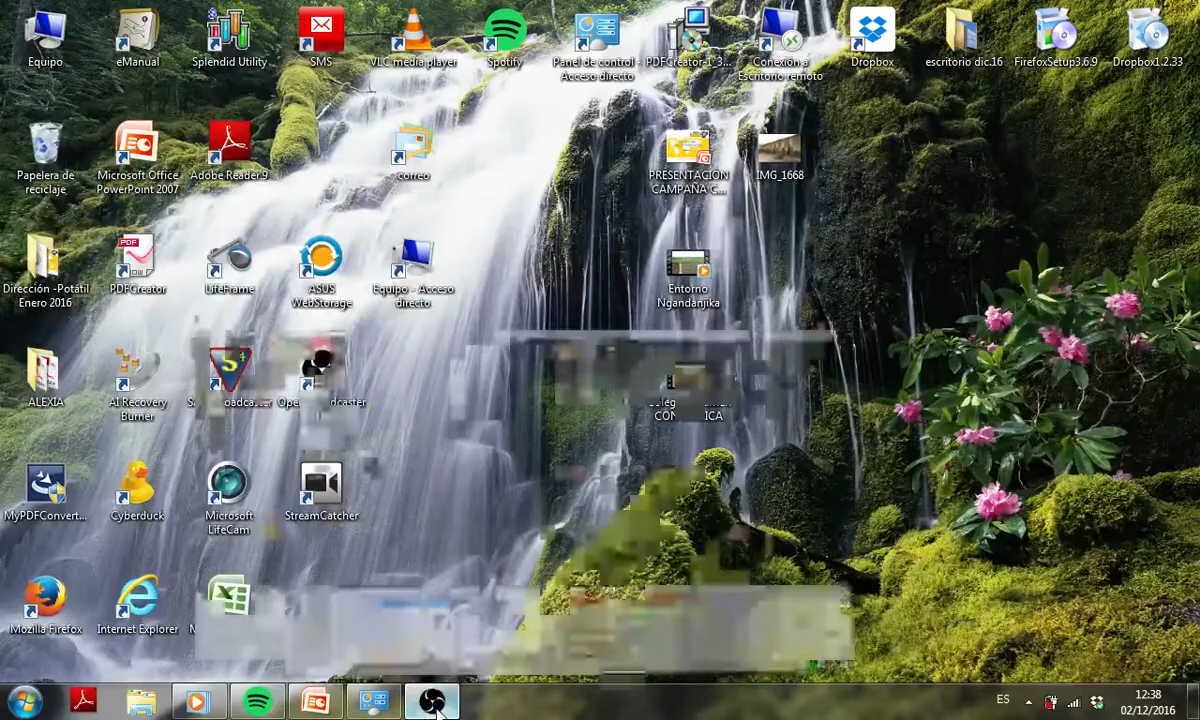 Equipo
eManual
Splendid Utility
SMS
VLC media player
Spotify
Panel de control -
Acceso directo
PDFCreator-1_3...
Conexión a
Escritorio remoto
Dropbox
escritorio dic.16
FirefoxSetup3.6.9
Dropbox1.2.33
Papelera de
reciclaje
Microsoft Office
PowerPoint 2007
Adobe Reader 9
correo
PRESENTACION
CAMPAÑA C...
IMG_1668
Dirección -Potátil
Enero 2016
PDF
PDFCreator
LifeFrame
ASUS
WebStorage
Equipo - Acceso
directo
Entorno
Ngandanjika
ALEXIA
AI Recovery
Burner
MyPDFConvert...
Cyberduck
Microsoft
LifeCam
StreamCatcher
Mozilla Firefox
Internet Explorer
ES
12:38
02/12/2016